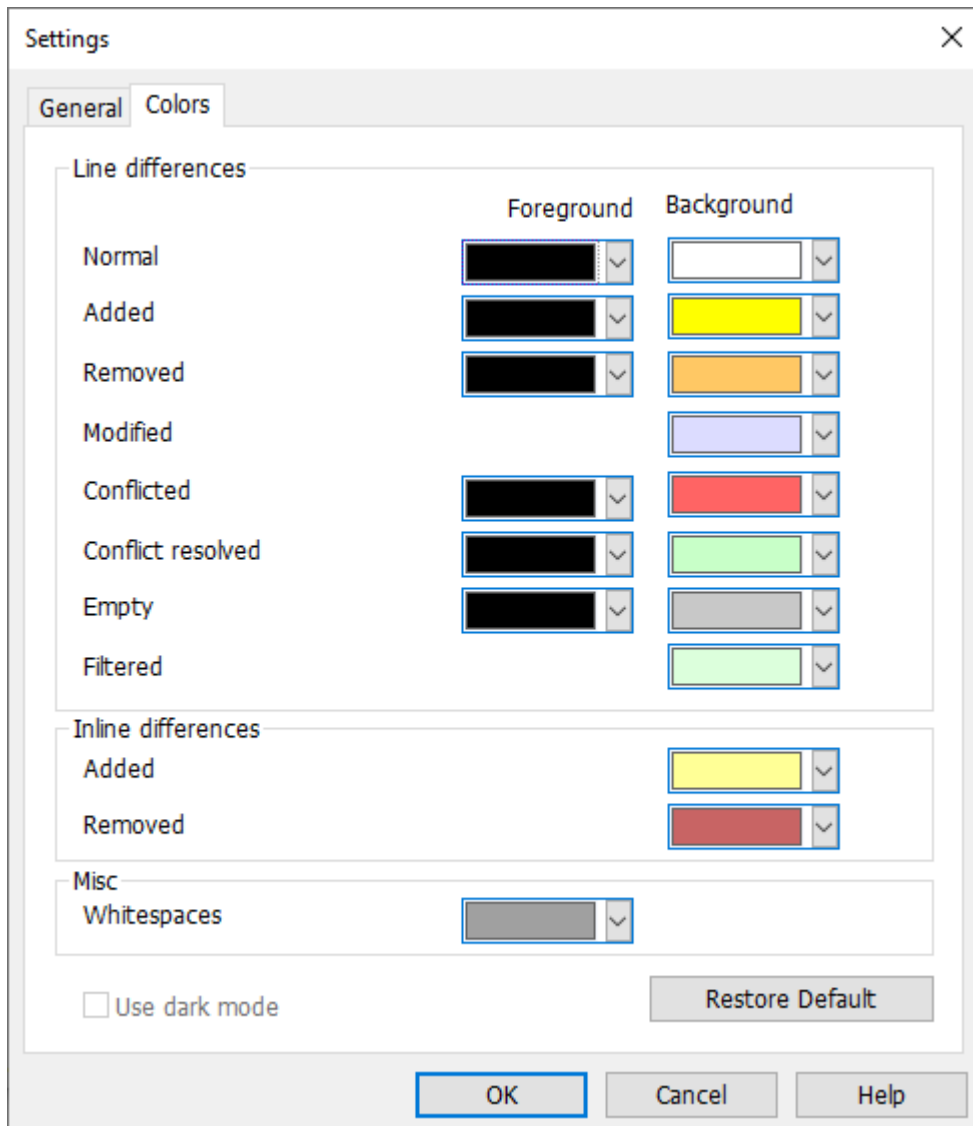 Settings
General Colors
Line differences
Foreground Background
Normal
Added
Removed
Modified
Conflicted
Conflict resolved
Empty
Filtered
Inline differences
Added
Removed
Misc
Whitespaces
Use dark mode Restore Default
OK Cancel Help